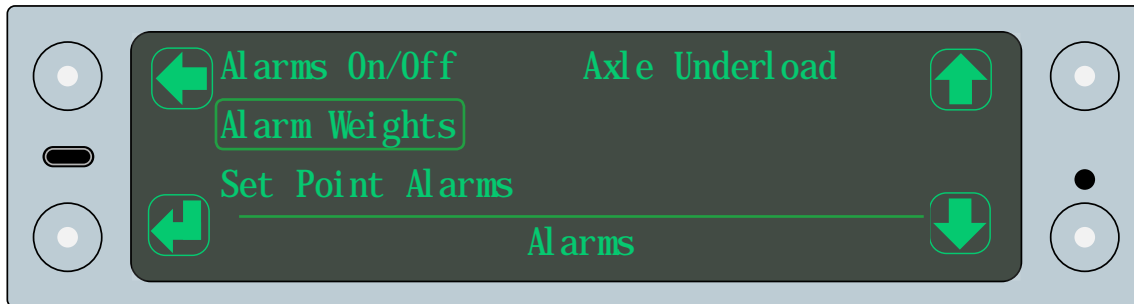 Alarms On/Off Axle Underload
Alarm Weights
Set Point Alarms
Alarms